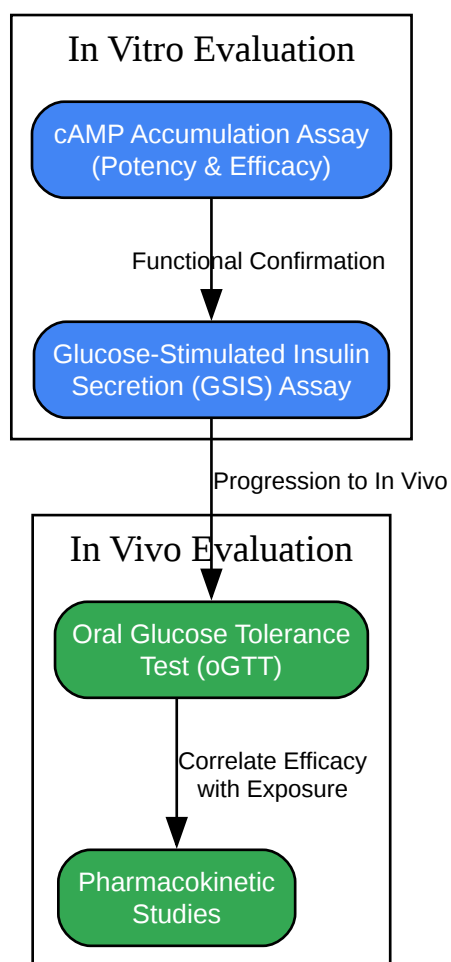 In Vitro Evaluation
cAMP Accumulation Assay
(Potency & Efficacy)
Functional Confirmation
Glucose-Stimulated Insulin
Secretion (GSIS) Assay
Progression to In Vivo
In Vivo Evaluation
Oral Glucose Tolerance
Test (oGTT)
Correlate Efficacy
with Exposure
Pharmacokinetic
Studies